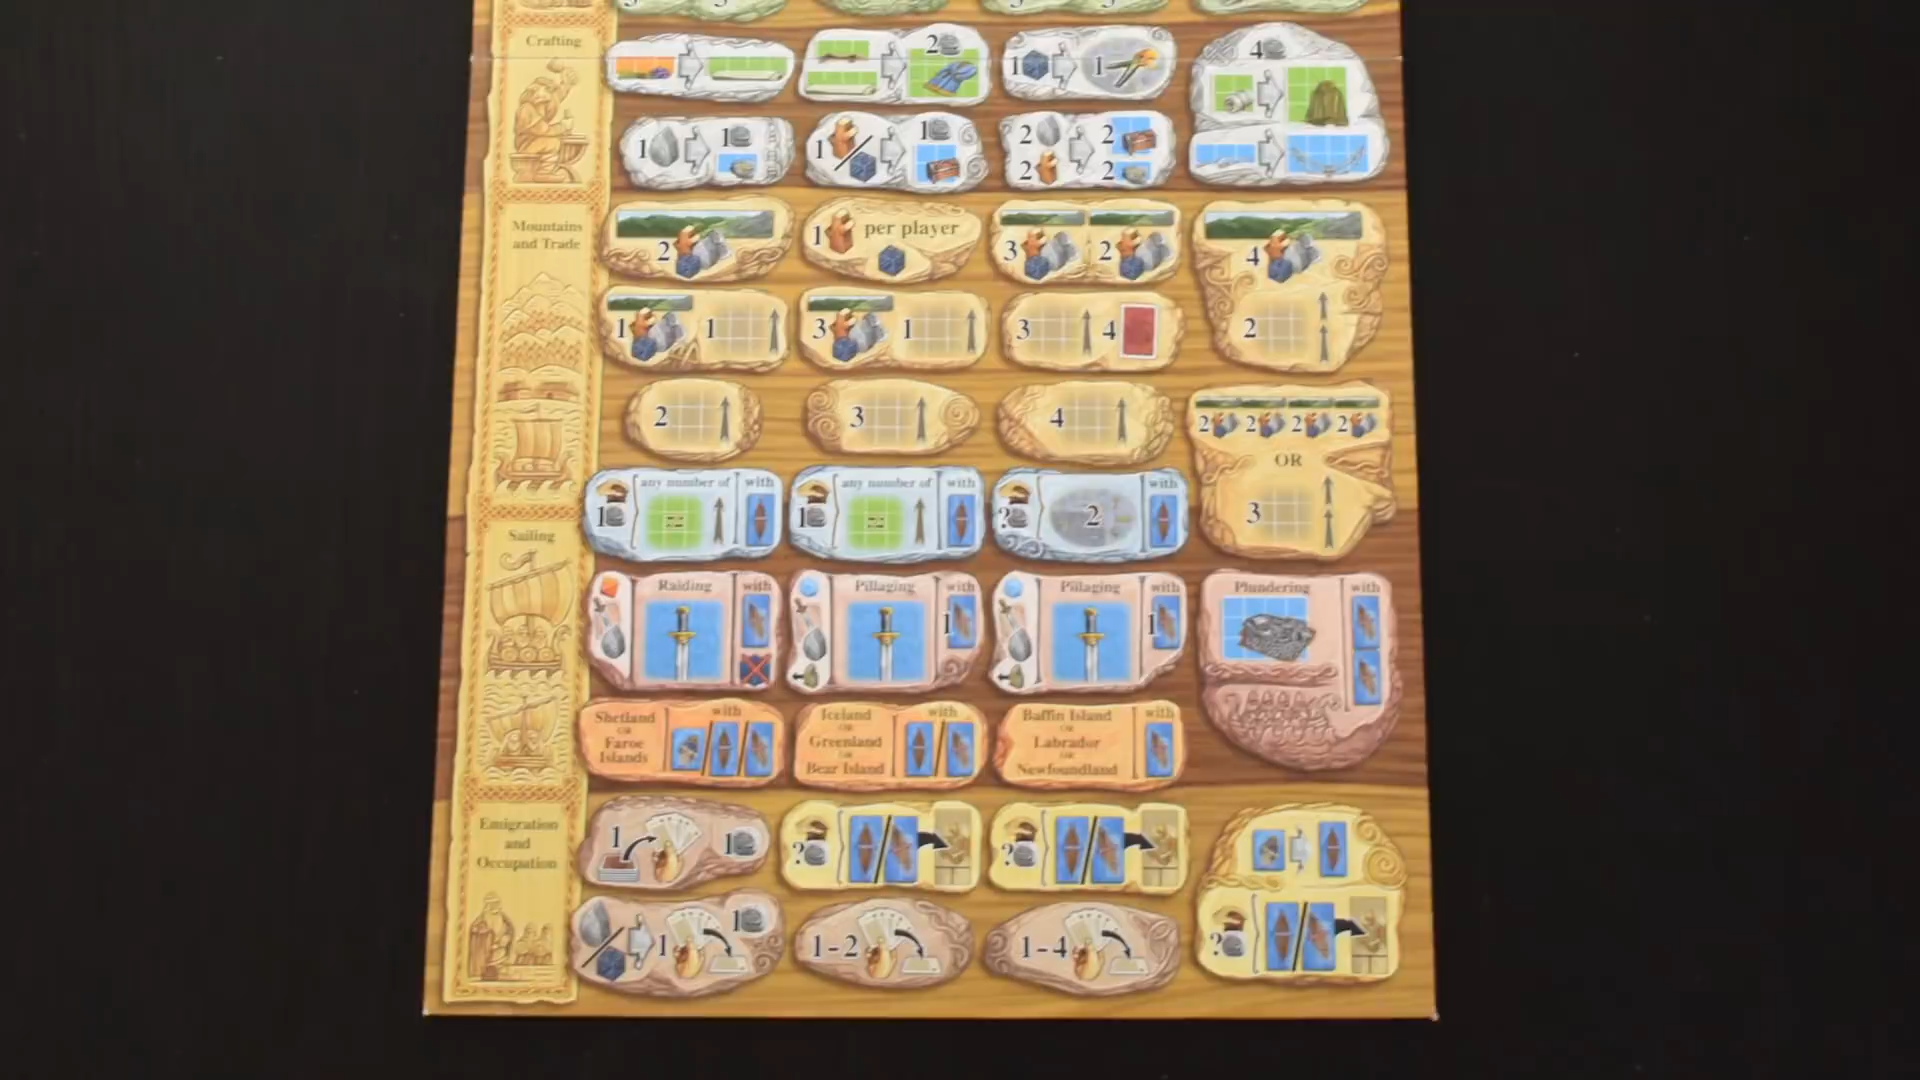 Crafting
2
1
1
4
1
1
1
1
2
2
2
2
Mountains
and Trade
2
1
per player
3
2
4
1
1
3
1
3
4
2
2
3
4
2
2
2
2
OR
3
Sailing
any number of
with
1
any number of
with
1
with
?
2
Raiding
with
Pillaging
with
1
Pillaging
with
1
Plundering
with
Shetland
OR
Faroe
Islands
with
Iceland
OR
Greenland
OR
Bear Island
with
Baffin Island
OR
Labrador
OR
Newfoundland
with
Emigration
and
Occupation
1
1
?
?
1
1
1-2
1-4
?